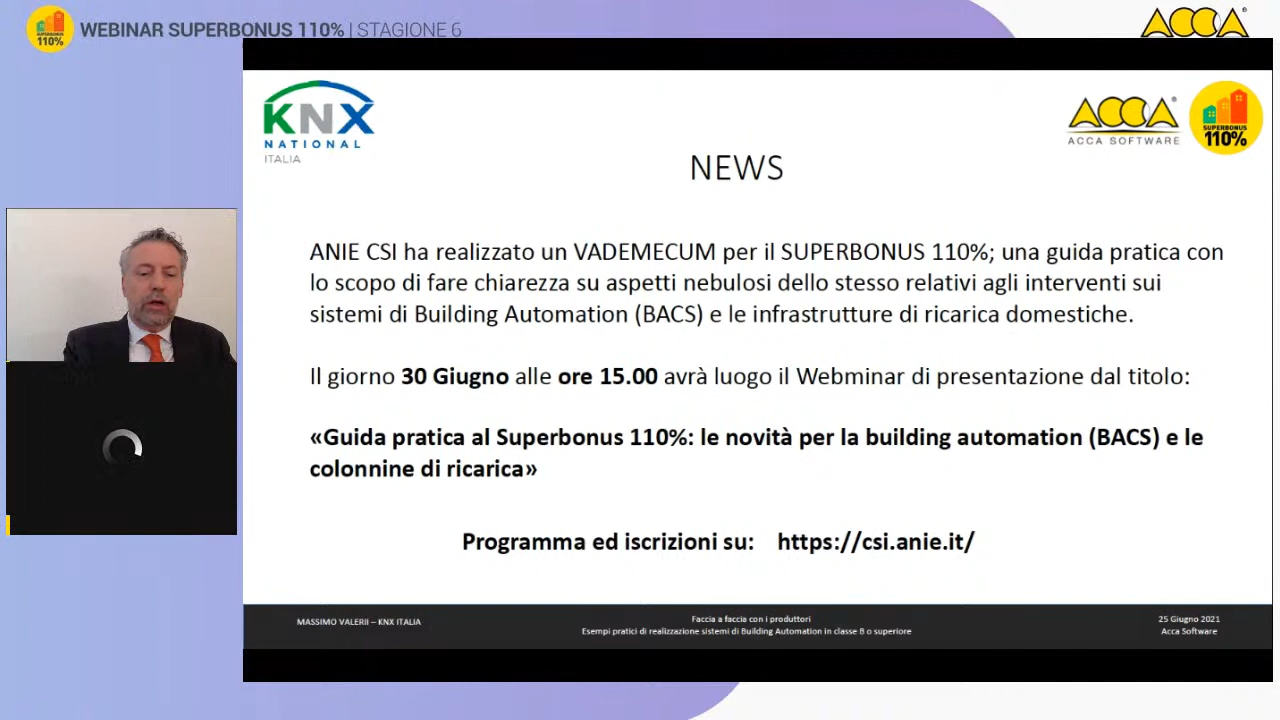 SUPERBONUS
110%
WEBINAR SUPERBONUS 110% | STAGIONE 6
ACCA
KNX
NATIONAL
ITALIA
ACCA
ACCA SOFTWARE
SUPERBONUS
110%
NEWS
ANIE CSI ha realizzato un VADEMECUM per il SUPERBONUS 110%; una guida pratica con
lo scopo di fare chiarezza su aspetti nebulosi dello stesso relativi agli interventi sui
sistemi di Building Automation (BACS) e le infrastrutture di ricarica domestiche.
Il giorno 30 Giugno alle ore 15.00 avrà luogo il Webminar di presentazione dal titolo:
«Guida pratica al Superbonus 110%: le novità per la building automation (BACS) e le
colonnine di ricarica»
Programma ed iscrizioni su: https://csi.anie.it/
MASSIMO VALERII – KNX ITALIA
Faccia a faccia con i produttori
Esempi pratici di realizzazione sistemi di Building Automation in classe B o superiore
25 Giugno 2021
Acca Software